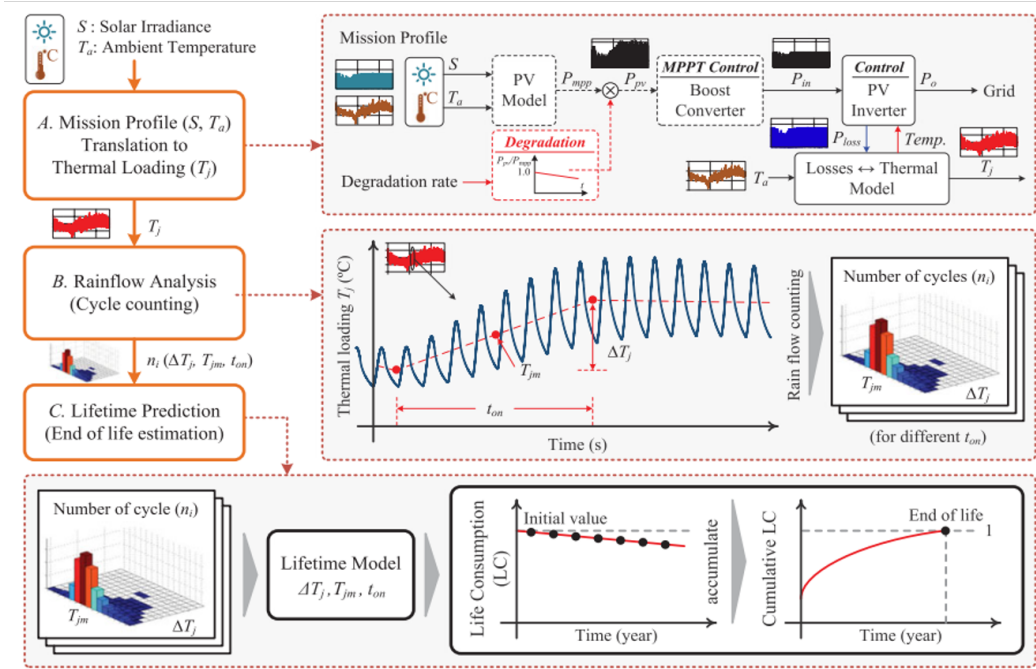 S : Solar Irradiance
Tₐ: Ambient Temperature
°C
A. Mission Profile (S, Tₐ)
Translation to
Thermal Loading (Tⱼ)
Tⱼ
B. Rainflow Analysis
(Cycle counting)
nᵢ (ΔTⱼ, Tⱼₘ, tₒₙ)
C. Lifetime Prediction
(End of life estimation)
Mission Profile
°C
S
Tₐ
PV
Model
Pmpp
Ppv
MPPT Control
Boost
Converter
Pin
Control
PV
Inverter
Po
Grid
Degradation rate
Degradation
Ppv/Pmpp
1.0
t
Ploss
Temp.
Tₐ
Losses ↔ Thermal
Model
Tⱼ
Thermal loading Tⱼ (ºC)
Tⱼₘ
ΔTⱼ
tₒₙ
Time (s)
Rain flow counting
Number of cycles (nᵢ)
Tⱼₘ
ΔTⱼ
(for different tₒₙ)
Number of cycle (nᵢ)
Tⱼₘ
ΔTⱼ
Lifetime Model
ΔTⱼ , Tⱼₘ , tₒₙ
Life Consumption
(LC)
Initial value
Time (year)
accumulate
Cumulative LC
End of life
1
Time (year)